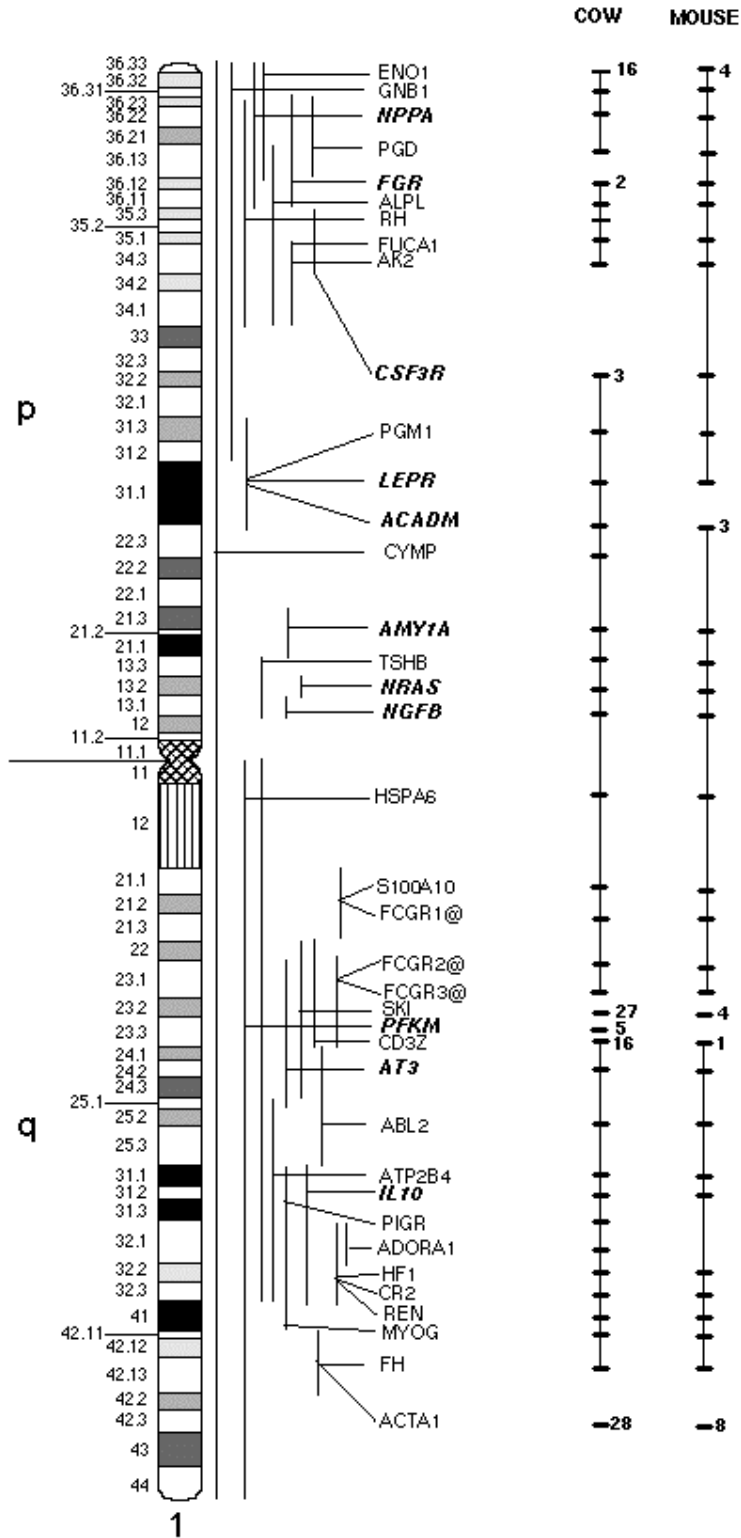 COW MOUSE
36.33
36.32
36.31
36.23
36.22
36.21
36.13
36.12
36.11
35.3
35.2
35.1
34.3
34.2
34.1
33
32.3
32.2
32.1
31.3
31.2
31.1
22.3
22.2
22.1
21.3
21.2
21.1
13.3
13.2
13.1
12
11.2
11.1
11
12
21.1
21.2
21.3
22
23.1
23.2
23.3
24.1
24.2
24.3
25.1
25.2
25.3
31.1
31.2
31.3
32.1
32.2
32.3
41
42.11
42.12
42.13
42.2
42.3
43
44
p
q
1
ENO1 16 4
GNB1
NPPA
PGD
FGR 2
ALPL
RH
FUCA1
AK2
CSF3R 3
PGM1
LEPR
ACADM 3
CYMP
AMY1A
TSHB
NRAS
NGFB
HSPA6
S100A10
FCGR1@
FCGR2@
FCGR3@
SKI 27 4
PFKM 5
CD3Z 16 1
AT3
ABL2
ATP2B4
IL10
PIGR
ADORA1
HF1
CR2
REN
MYOG
FH
ACTA1 28 8